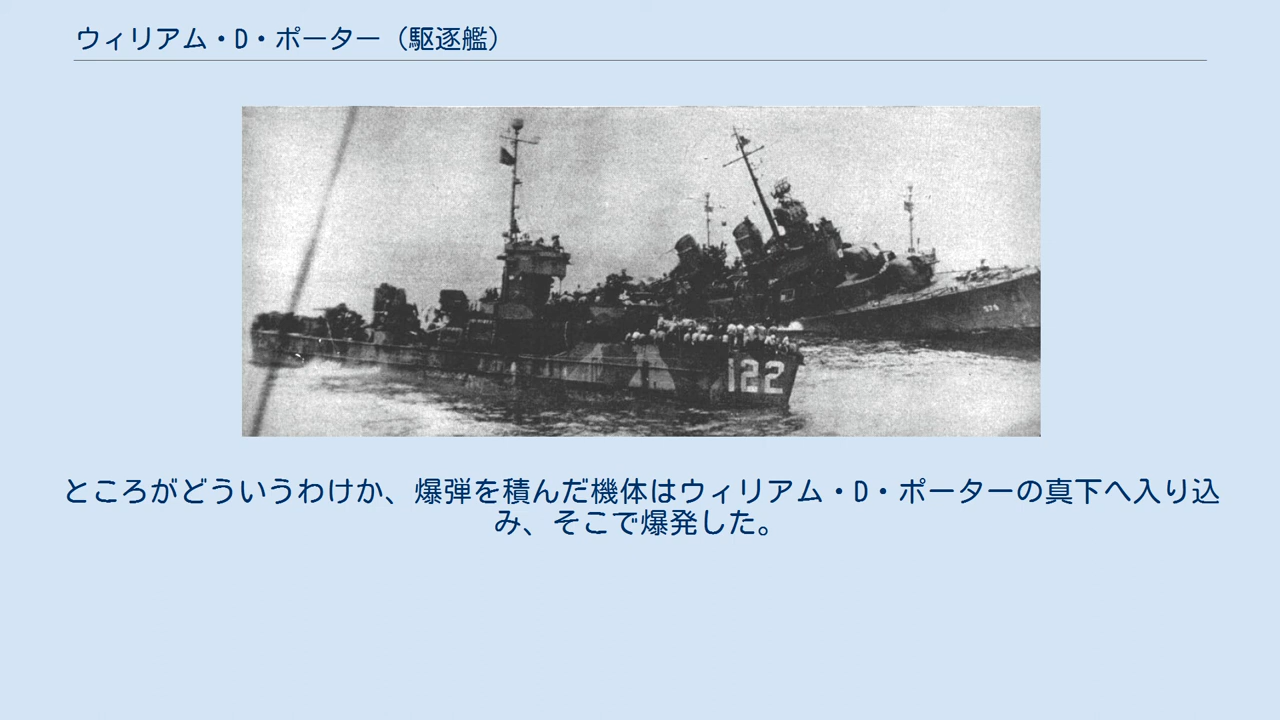 ウィリアム・D・ポーター（駆逐艦）
122
ところがどういうわけか、爆弾を積んだ機体はウィリアム・D・ポーターの真下へ入り込
み、そこで爆発した。